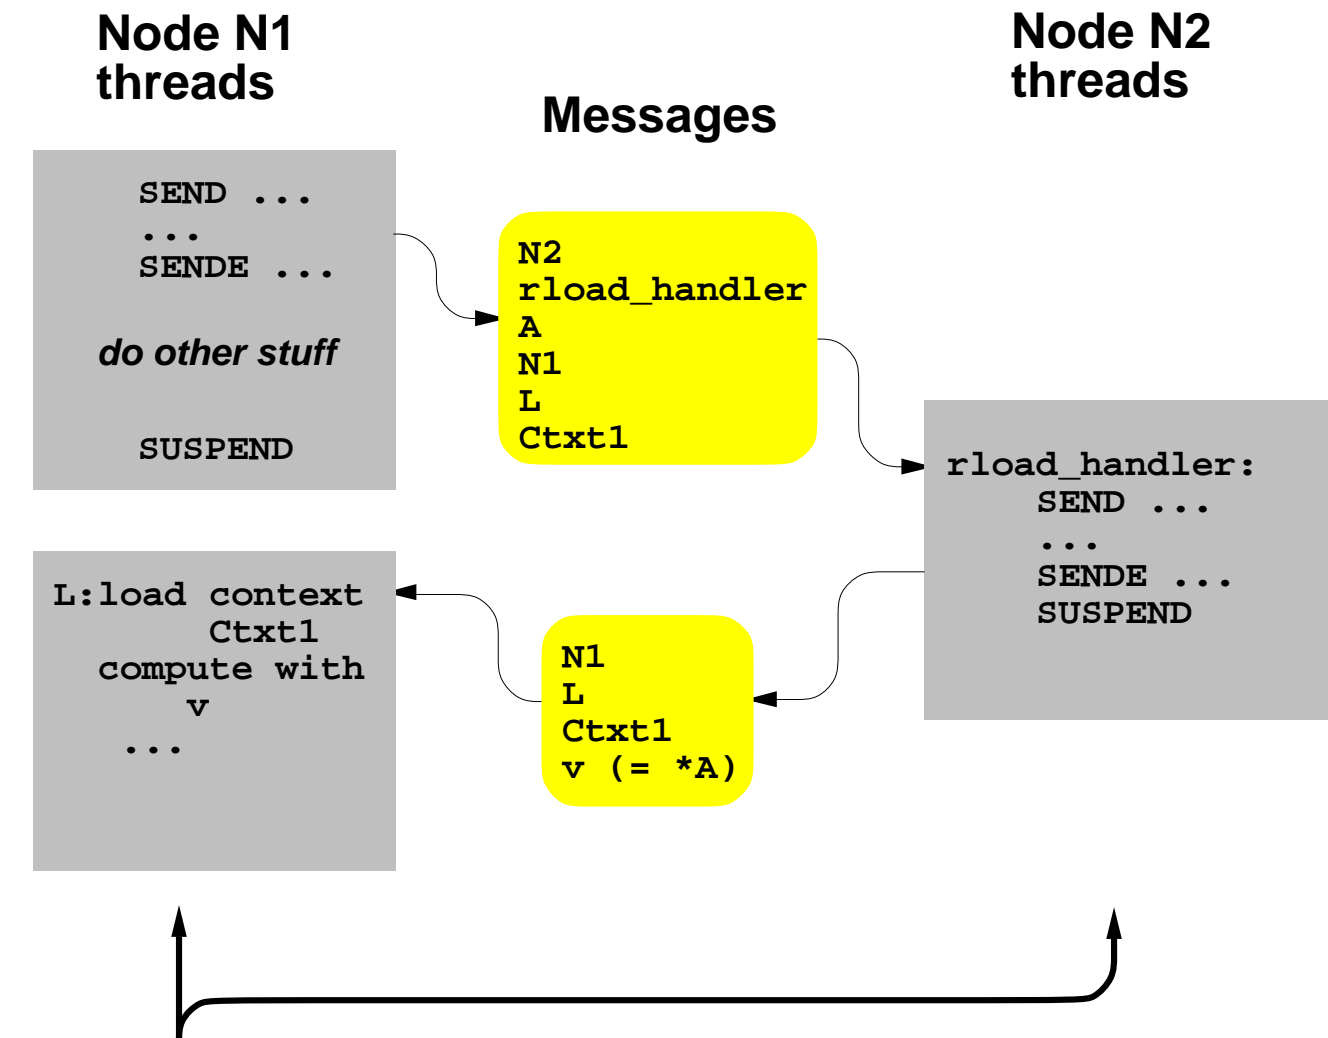 Node N1
threads
Messages
Node N2
threads
SEND ...
...
SENDE ...
do other stuff
SUSPEND
N2
rload_handler
A
N1
L
Ctxt1
rload_handler:
SEND ...
...
SENDE ...
SUSPEND
L:load context
Ctxt1
compute with
v
...
N1
L
Ctxt1
v (= *A)